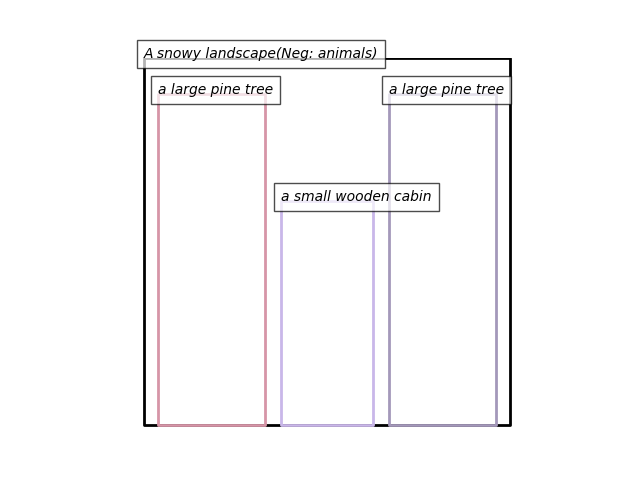 A snowy landscape(Neg: animals)
a large pine tree
a large pine tree
a small wooden cabin